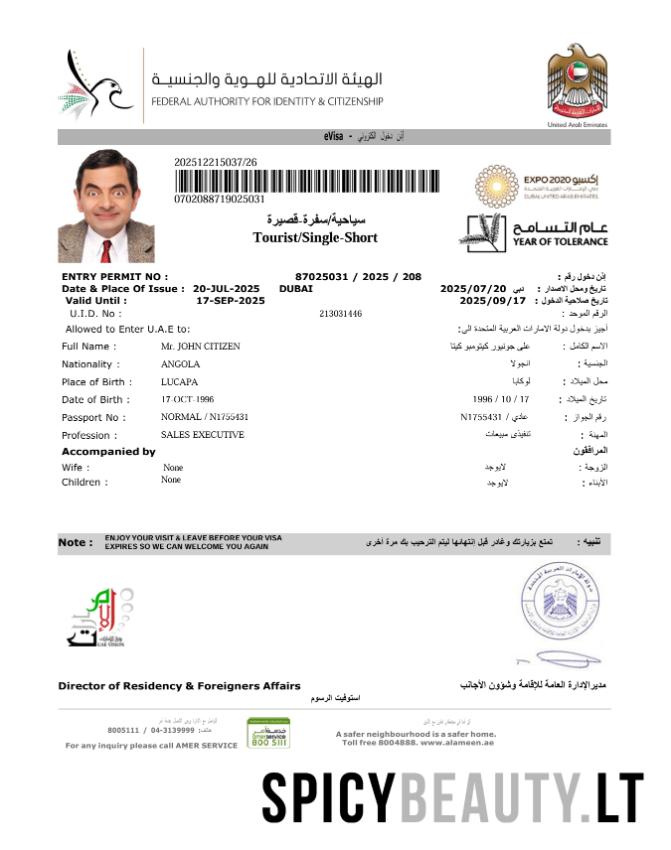 الهيئة الاتحادية للهوية والجنسية
FEDERAL AUTHORITY FOR IDENTITY & CITIZENSHIP
United Arab Emirates
eVisa - إذن دخول الكتروني
202512215037/26
0702088719025031
EXPO 2020 إكسبو
DUBAI, UNITED ARAB EMIRATES
سياحية/سفرة-قصيرة
Tourist/Single-Short
عام التسامح
YEAR OF TOLERANCE
ENTRY PERMIT NO : 87025031 / 2025 / 208 إذن دخول رقم :
Date & Place Of Issue : 20-JUL-2025 DUBAI 2025/07/20 دبي تاريخ ومحل الاصدار :
Valid Until : 17-SEP-2025 2025/09/17 تاريخ صلاحية الدخول :
U.I.D. No : 213031446 الرقم الموحد :
Allowed to Enter U.A.E to: أجيز بدخول دولة الامارات العربية المتحدة الى:
Full Name : Mr. JOHN CITIZEN على جونيور كيتومبو كيتا الاسم الكامل :
Nationality : ANGOLA انجولا الجنسية :
Place of Birth : LUCAPA لوكابا محل الميلاد :
Date of Birth : 17-OCT-1996 1996 / 10 / 17 تاريخ الميلاد :
Passport No : NORMAL / N1755431 عادي / N1755431 رقم الجواز :
Profession : SALES EXECUTIVE تنفيذى مبيعات المهنة :
Accompanied by المرافقون
Wife : None لايوجد الزوجة :
Children : None لايوجد الأبناء :
Note : ENJOY YOUR VISIT & LEAVE BEFORE YOUR VISA تمتع بزيارتك وغادر قبل إنتهائها ليتم الترحيب بك مرة أخرى تنبيه :
EXPIRES SO WE CAN WELCOME YOU AGAIN
Director of Residency & Foreigners Affairs مديرالإدارة العامة للإقامة وشؤون الأجانب
استوفيت الرسوم
8005111 / 04-3139999 هاتف:
For any inquiry please call AMER SERVICE
amer service
800 5111
A safer neighbourhood is a safer home.
Toll free 8004888. www.alameen.ae
SPICYBEAUTY.LT